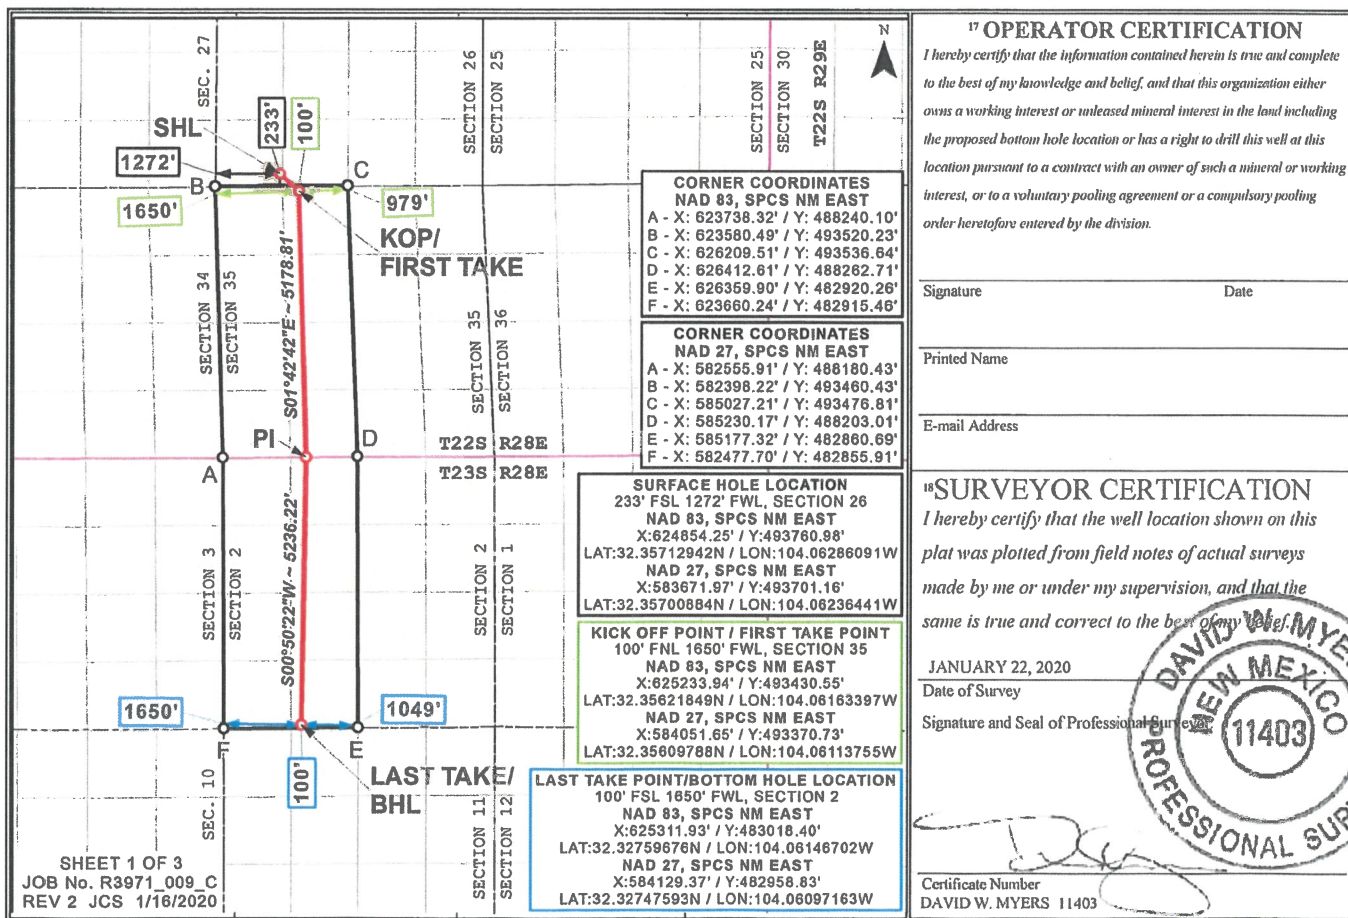 SEC. 27
SECTION 26
SECTION 25
SECTION 25
SECTION 30
T22S R29E
N
SHL
233'
100'
1272'
B
C
1650'
979'
KOP/
FIRST TAKE
SECTION 34
SECTION 35
S01°42'42"E ~ 5178.81'
SECTION 35
SECTION 36
PI
D
A
T22S R28E
T23S R28E
SECTION 3
SECTION 2
S00°50'22"W ~ 5236.22'
SECTION 2
SECTION 1
1650'
1049'
F
E
100'
LAST TAKE/
BHL
SEC. 10
SECTION 11
SECTION 12
SHEET 1 OF 3
JOB No. R3971_009_C
REV 2 JCS 1/16/2020
CORNER COORDINATES
NAD 83, SPCS NM EAST
A - X: 623738.32' / Y: 488240.10'
B - X: 623580.49' / Y: 493520.23'
C - X: 626209.51' / Y: 493536.64'
D - X: 626412.61' / Y: 488262.71'
E - X: 626359.90' / Y: 482920.26'
F - X: 623660.24' / Y: 482915.46'
CORNER COORDINATES
NAD 27, SPCS NM EAST
A - X: 582555.91' / Y: 488180.43'
B - X: 582398.22' / Y: 493460.43'
C - X: 585027.21' / Y: 493476.81'
D - X: 585230.17' / Y: 488203.01'
E - X: 585177.32' / Y: 482860.69'
F - X: 582477.70' / Y: 482855.91'
SURFACE HOLE LOCATION
233' FSL 1272' FWL, SECTION 26
NAD 83, SPCS NM EAST
X:624854.25' / Y:493760.98'
LAT:32.35712942N / LON:104.06286091W
NAD 27, SPCS NM EAST
X:583671.97' / Y:493701.16'
LAT:32.35700884N / LON:104.06236441W
KICK OFF POINT / FIRST TAKE POINT
100' FNL 1650' FWL, SECTION 35
NAD 83, SPCS NM EAST
X:625233.94' / Y:493430.55'
LAT:32.35621849N / LON:104.06163397W
NAD 27, SPCS NM EAST
X:584051.65' / Y:493370.73'
LAT:32.35609788N / LON:104.06113755W
LAST TAKE POINT/BOTTOM HOLE LOCATION
100' FSL 1650' FWL, SECTION 2
NAD 83, SPCS NM EAST
X:625311.93' / Y:483018.40'
LAT:32.32759676N / LON:104.06146702W
NAD 27, SPCS NM EAST
X:584129.37' / Y:482958.83'
LAT:32.32747593N / LON:104.06097163W
17 OPERATOR CERTIFICATION
I hereby certify that the information contained herein is true and complete
to the best of my knowledge and belief, and that this organization either
owns a working interest or unleased mineral interest in the land including
the proposed bottom hole location or has a right to drill this well at this
location pursuant to a contract with an owner of such a mineral or working
interest, or to a voluntary pooling agreement or a compulsory pooling
order heretofore entered by the division.
Signature Date
Printed Name
E-mail Address
18 SURVEYOR CERTIFICATION
I hereby certify that the well location shown on this
plat was plotted from field notes of actual surveys
made by me or under my supervision, and that the
same is true and correct to the best of my belief.
JANUARY 22, 2020
Date of Survey
Signature and Seal of Professional Surveyor:
DAVID W. MYE
NEW MEXICO
11403
PROFESSIONAL SUR
Certificate Number
DAVID W. MYERS 11403